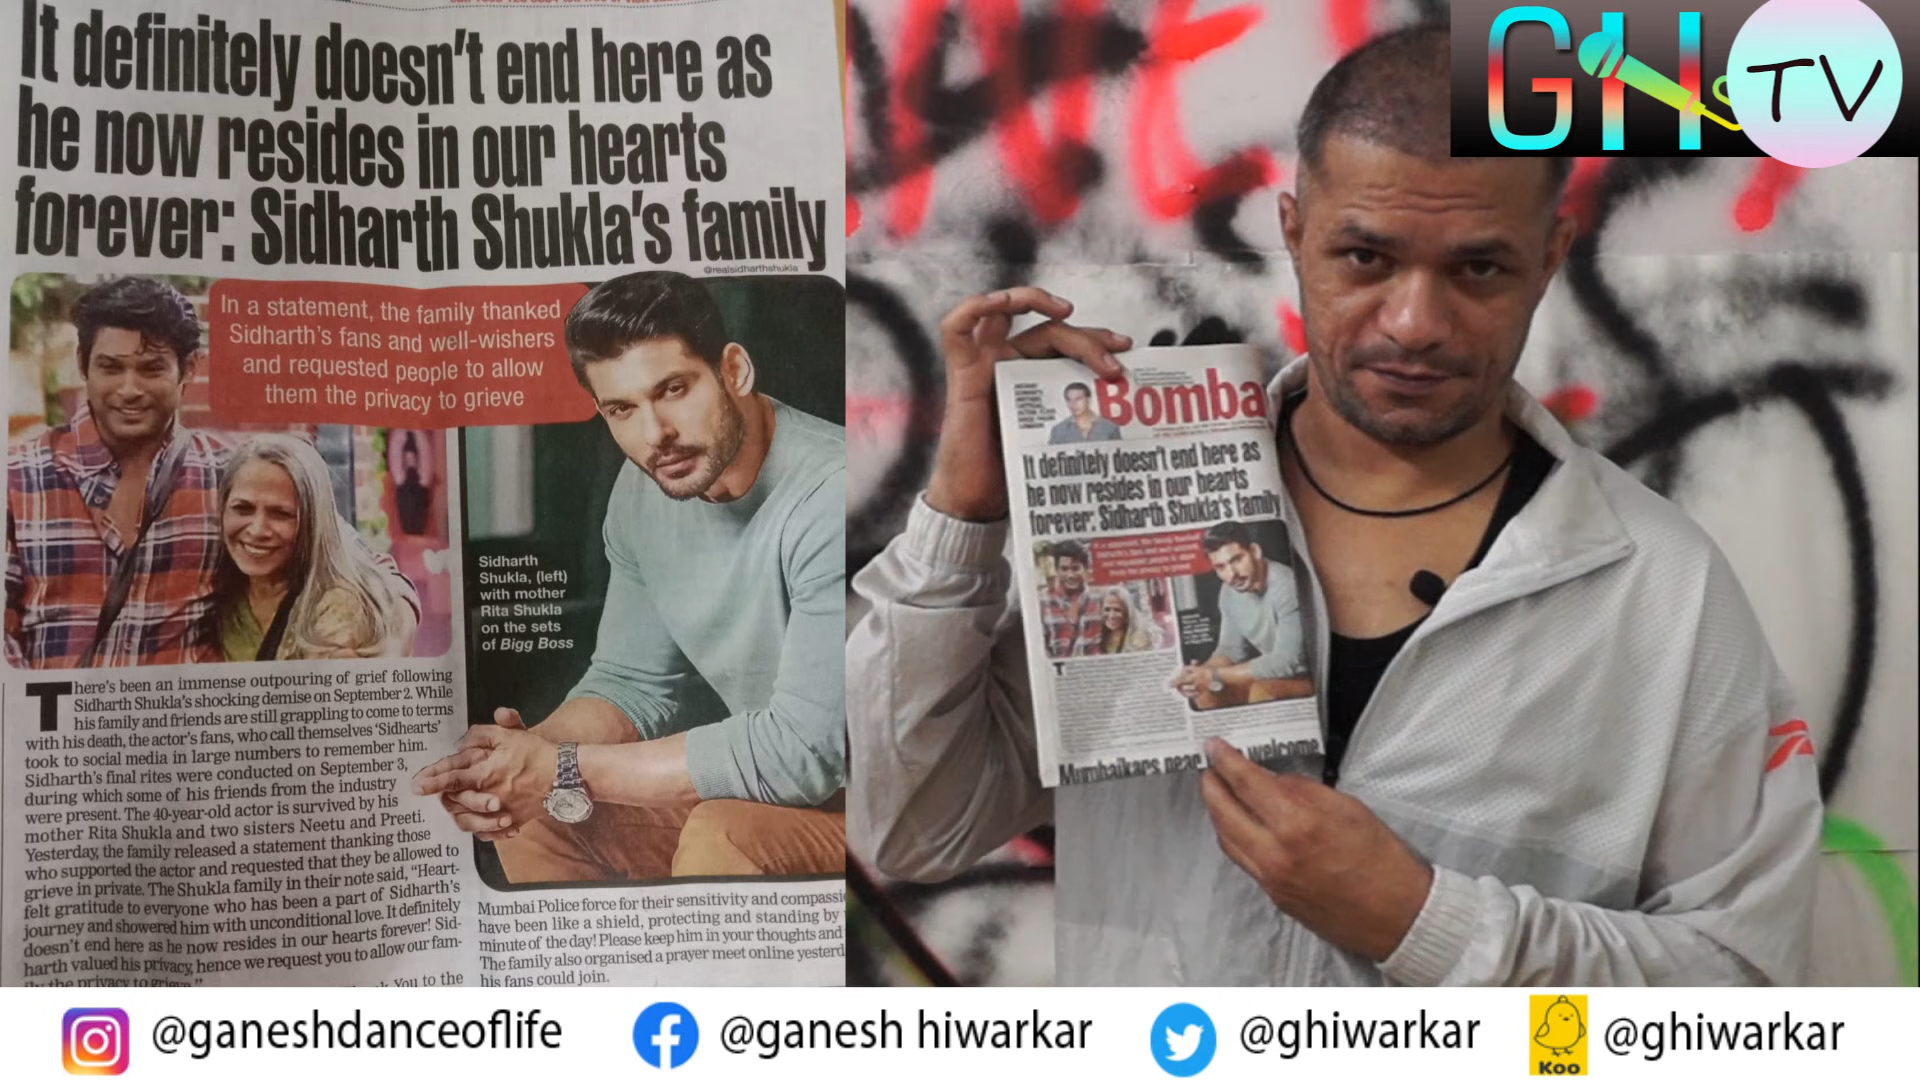 It definitely doesn't end here as
he now resides in our hearts
forever: Sidharth Shukla's family
@realsidharthshukla
In a statement, the family thanked
Sidharth's fans and well-wishers
and requested people to allow
them the privacy to grieve
Sidharth
Shukla, (left)
with mother
Rita Shukla
on the sets
of Bigg Boss
There's been an immense outpouring of grief following
Sidharth Shukla's shocking demise on September 2. While
his family and friends are still grappling to come to terms
with his death, the actor's fans, who call themselves 'Sidhearts'
took to social media in large numbers to remember him.
Sidharth's final rites were conducted on September 3,
during which some of his friends from the industry
were present. The 40-year-old actor is survived by his
mother Rita Shukla and two sisters Neetu and Preeti.
Yesterday, the family released a statement thanking those
who supported the actor and requested that they be allowed to
grieve in private. The Shukla family in their note said, "Heart-
felt gratitude to everyone who has been a part of Sidharth's
journey and showered him with unconditional love. It definitely
doesn't end here as he now resides in our hearts forever! Sid-
harth valued his privacy, hence we request you to allow our fam-
the privacy to grieve."
You to the
Mumbai Police force for their sensitivity and compassi
have been like a shield, protecting and standing by
minute of the day! Please keep him in your thoughts and
The family also organised a prayer meet online yesterd
his fans could join.
GH TV
Bomba
It definitely doesn't end here as
he now resides in our hearts
forever: Sidharth Shukla's family
Mumbaikars near welcome
@ganeshdanceoflife
@ganesh hiwarkar
@ghiwarkar
Koo
@ghiwarkar